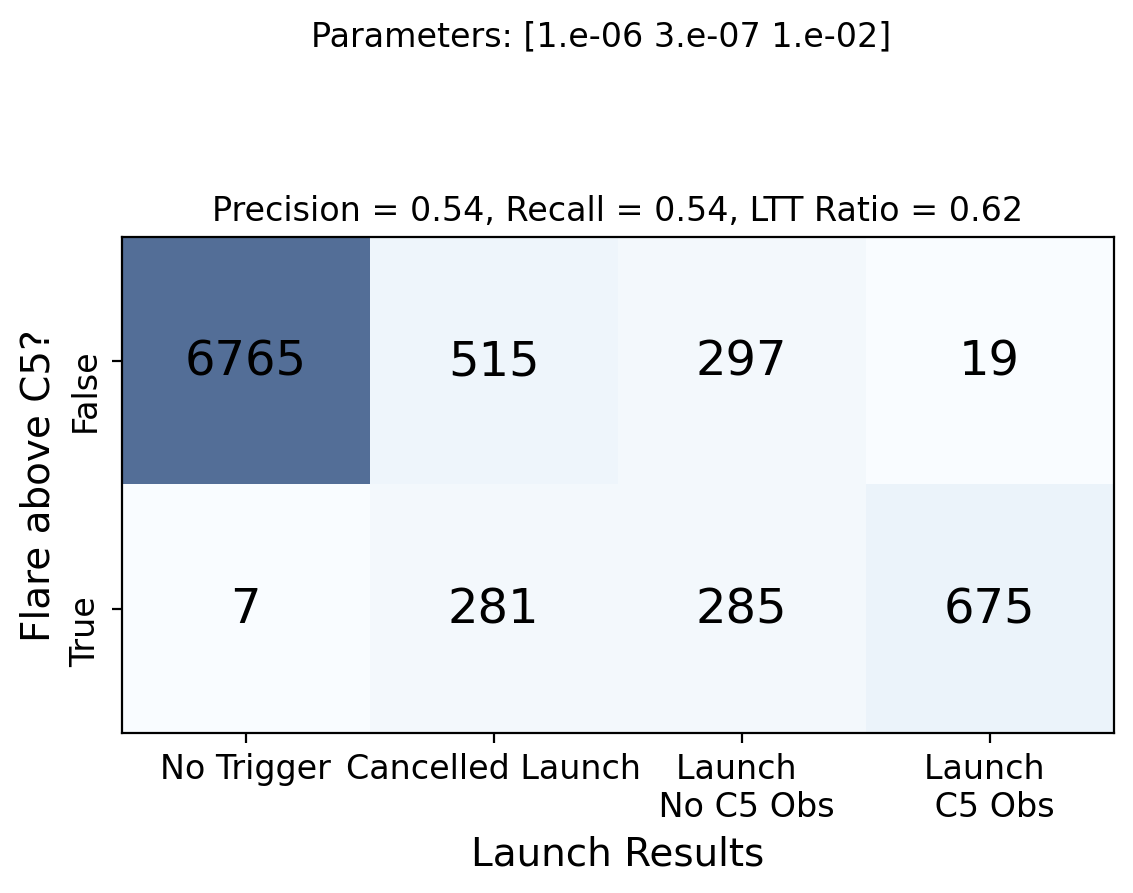 Parameters: [1.e-06 3.e-07 1.e-02]
Precision = 0.54, Recall = 0.54, LTT Ratio = 0.62
Flare above C5?
False
6765 515 297 19
True
7 281 285 675
No Trigger Cancelled Launch Launch Launch
No C5 Obs C5 Obs
Launch Results